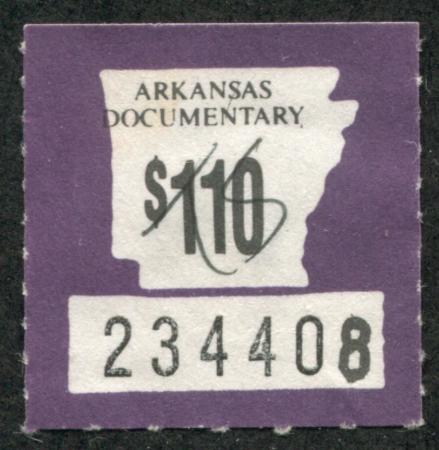 ARKANSAS
DOCUMENTARY
$110
234408